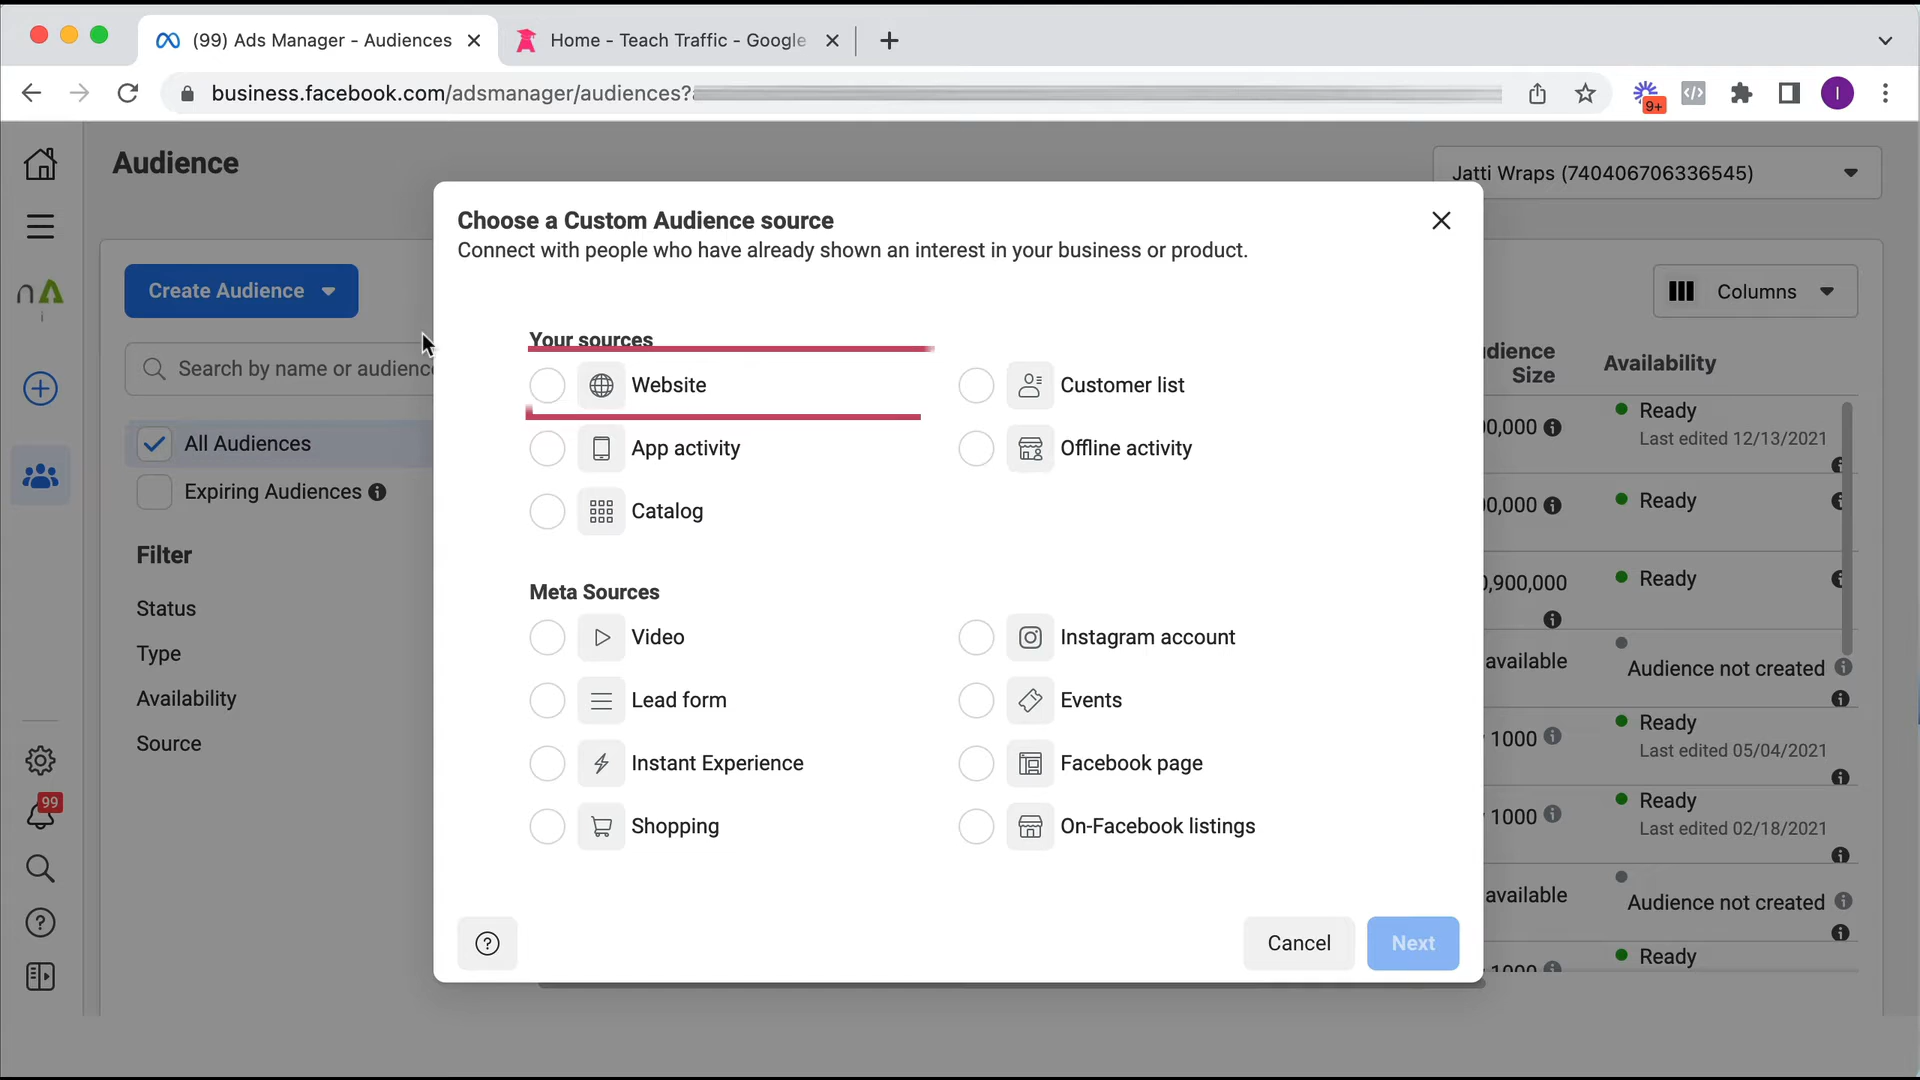 (99) Ads Manager - Audiences
Home - Teach Traffic - Google
business.facebook.com/adsmanager/audiences?
9+
I
Audience
Jatti Wraps (740406706336545)
Choose a Custom Audience source
Connect with people who have already shown an interest in your business or product.
Create Audience
Columns
Search by name or audienc
All Audiences
Expiring Audiences
Filter
Status
Type
Availability
Source
99
Your sources
Website
Customer list
App activity
Offline activity
Catalog
Meta Sources
Video
Instagram account
Lead form
Events
Instant Experience
Facebook page
Shopping
On-Facebook listings
Cancel
Next
dience
Size
Availability
00,000
Ready
Last edited 12/13/2021
00,000
Ready
0,900,000
Ready
available
Audience not created
1000
Ready
Last edited 05/04/2021
1000
Ready
Last edited 02/18/2021
available
Audience not created
1000
Ready